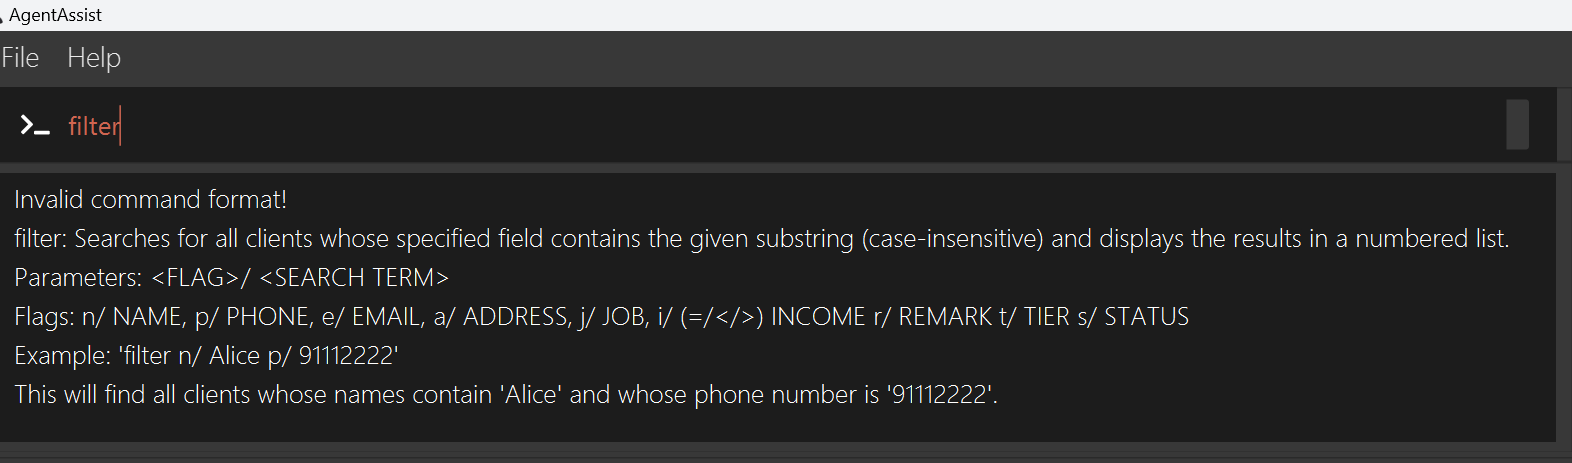 AgentAssist
File Help
filter
Invalid command format!
filter: Searches for all clients whose specified field contains the given substring (case-insensitive) and displays the results in a numbered list.
Parameters: <FLAG>/ <SEARCH TERM>
Flags: n/ NAME, p/ PHONE, e/ EMAIL, a/ ADDRESS, j/ JOB, i/ (=/</>) INCOME r/ REMARK t/ TIER s/ STATUS
Example: 'filter n/ Alice p/ 91112222'
This will find all clients whose names contain 'Alice' and whose phone number is '91112222'.